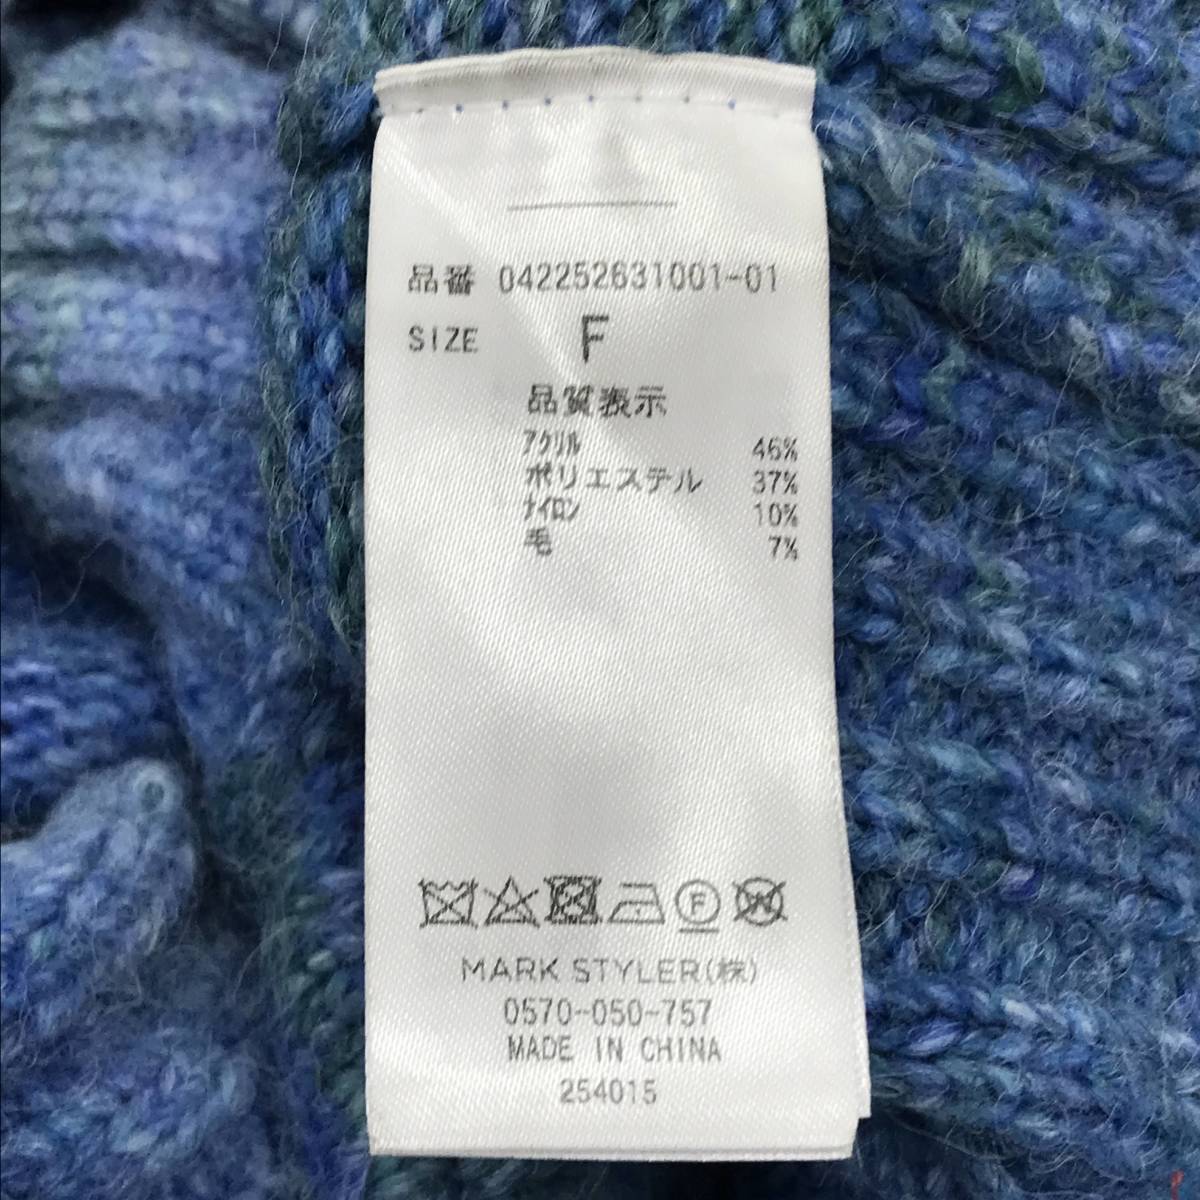 品番 042252631001-01
SIZE F
品質表示
ｱｸﾘﾙ 46%
ポリエステル 37%
ﾅｲﾛﾝ 10%
毛 7%
F W
MARK STYLER(株)
0570-050-757
MADE IN CHINA
254015